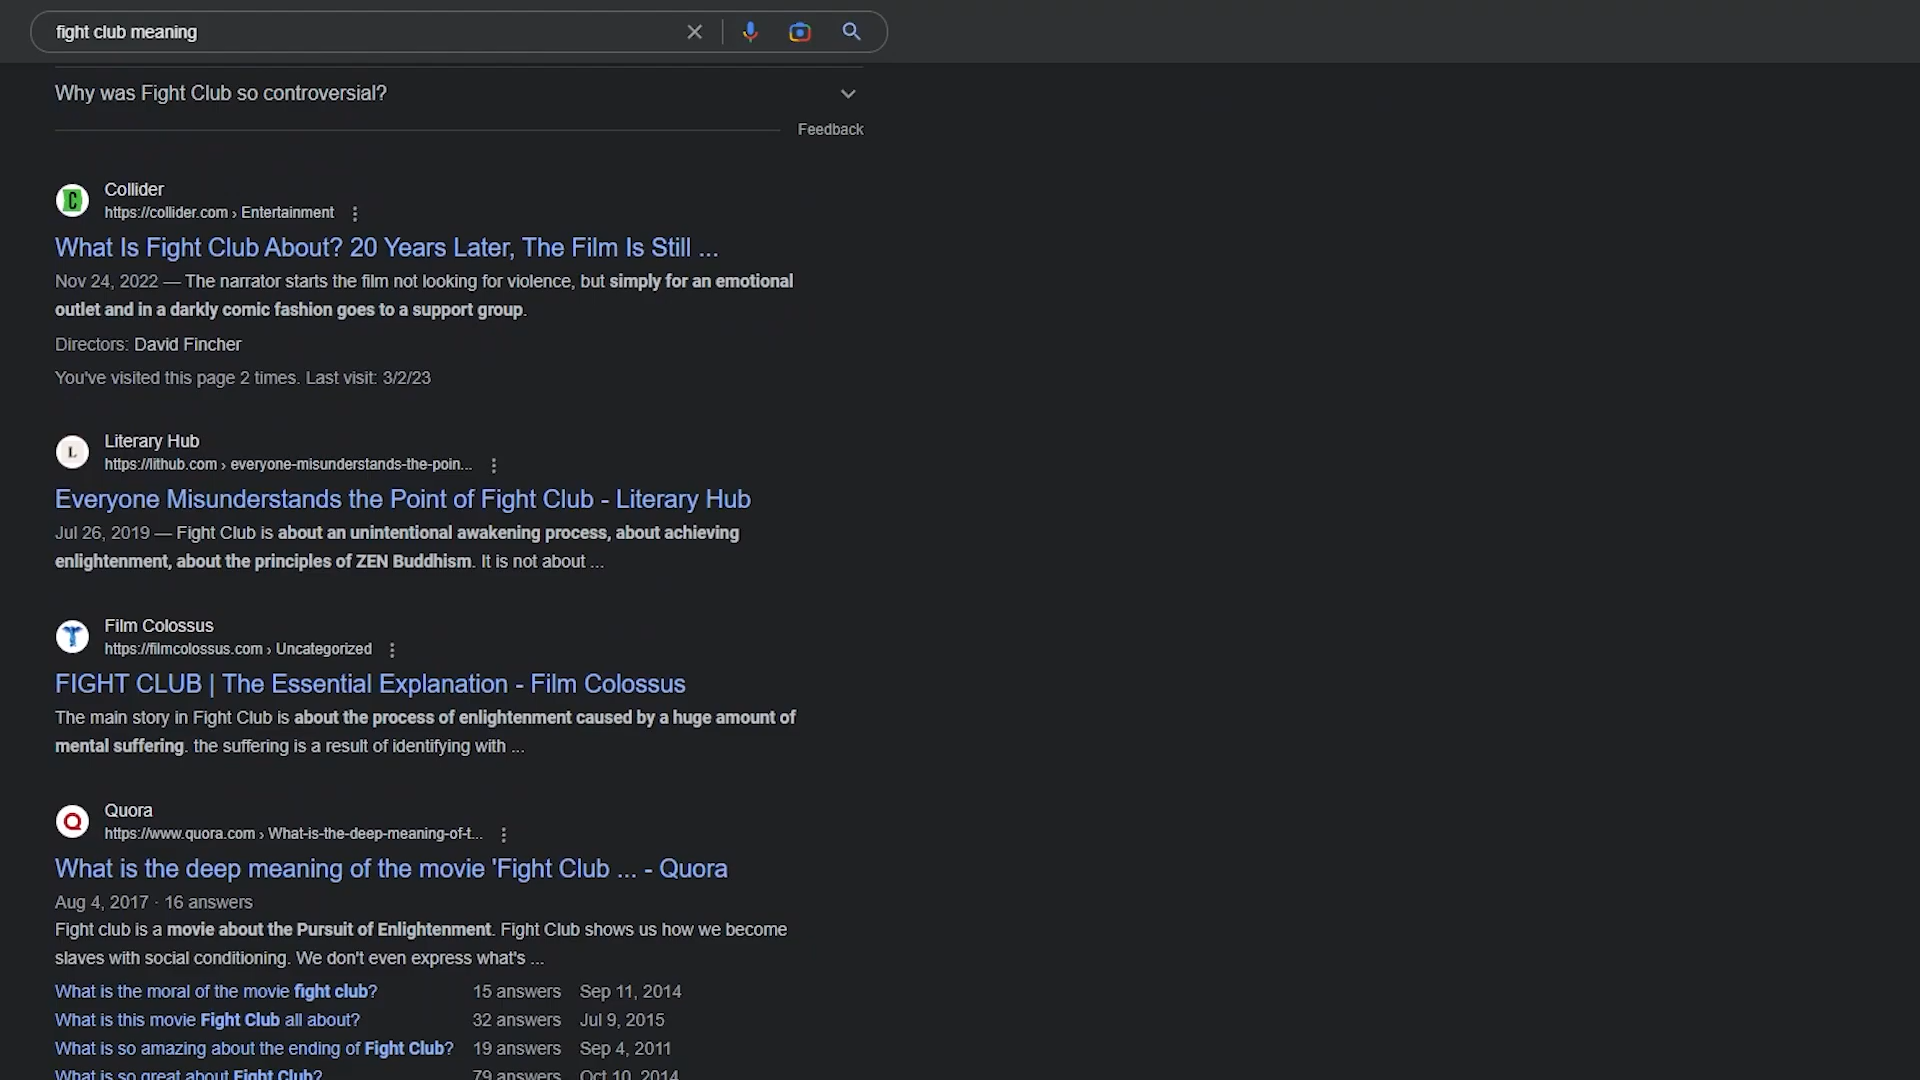 fight club meaning
Why was Fight Club so controversial?
Feedback
Collider
https://collider.com › Entertainment
What Is Fight Club About? 20 Years Later, The Film Is Still ...
Nov 24, 2022 — The narrator starts the film not looking for violence, but simply for an emotional
outlet and in a darkly comic fashion goes to a support group.
Directors: David Fincher
You've visited this page 2 times. Last visit: 3/2/23
L
Literary Hub
https://lithub.com › everyone-misunderstands-the-poin...
Everyone Misunderstands the Point of Fight Club - Literary Hub
Jul 26, 2019 — Fight Club is about an unintentional awakening process, about achieving
enlightenment, about the principles of ZEN Buddhism. It is not about ...
Film Colossus
https://filmcolossus.com › Uncategorized
FIGHT CLUB | The Essential Explanation - Film Colossus
The main story in Fight Club is about the process of enlightenment caused by a huge amount of
mental suffering. the suffering is a result of identifying with ...
Quora
https://www.quora.com › What-is-the-deep-meaning-of-t...
What is the deep meaning of the movie 'Fight Club ... - Quora
Aug 4, 2017 · 16 answers
Fight club is a movie about the Pursuit of Enlightenment. Fight Club shows us how we become
slaves with social conditioning. We don't even express what's ...
What is the moral of the movie fight club? 15 answers Sep 11, 2014
What is this movie Fight Club all about? 32 answers Jul 9, 2015
What is so amazing about the ending of Fight Club? 19 answers Sep 4, 2011
What is so great about Fight Club? 79 answers Oct 10, 2014